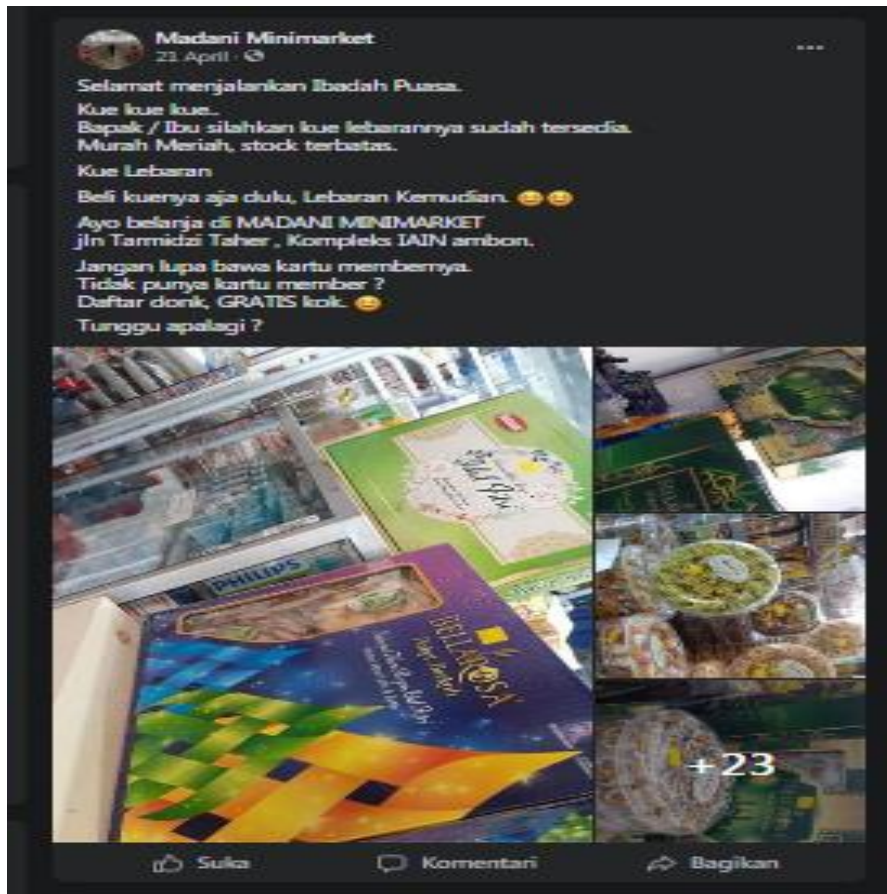 Madani Minimarket
21 April
Selamat menjalankan Ibadah Puasa.
Kue kue kue..
Bapak / Ibu silahkan kue lebarannya sudah tersedia.
Murah Meriah, stock terbatas.
Kue Lebaran
Beli kuenya aja dulu, Lebaran Kemudian. 😄😄
Ayo belanja di MADANI MINIMARKET
jln Tarmidzi Taher , Kompleks IAIN ambon.
Jangan lupa bawa kartu membernya.
Tidak punya kartu member ?
Daftar donk, GRATIS kok. 😄
Tunggu apalagi ?
Idul Fitri
PHILIPS
BELLAROSA
+23
Suka
Komentari
Bagikan